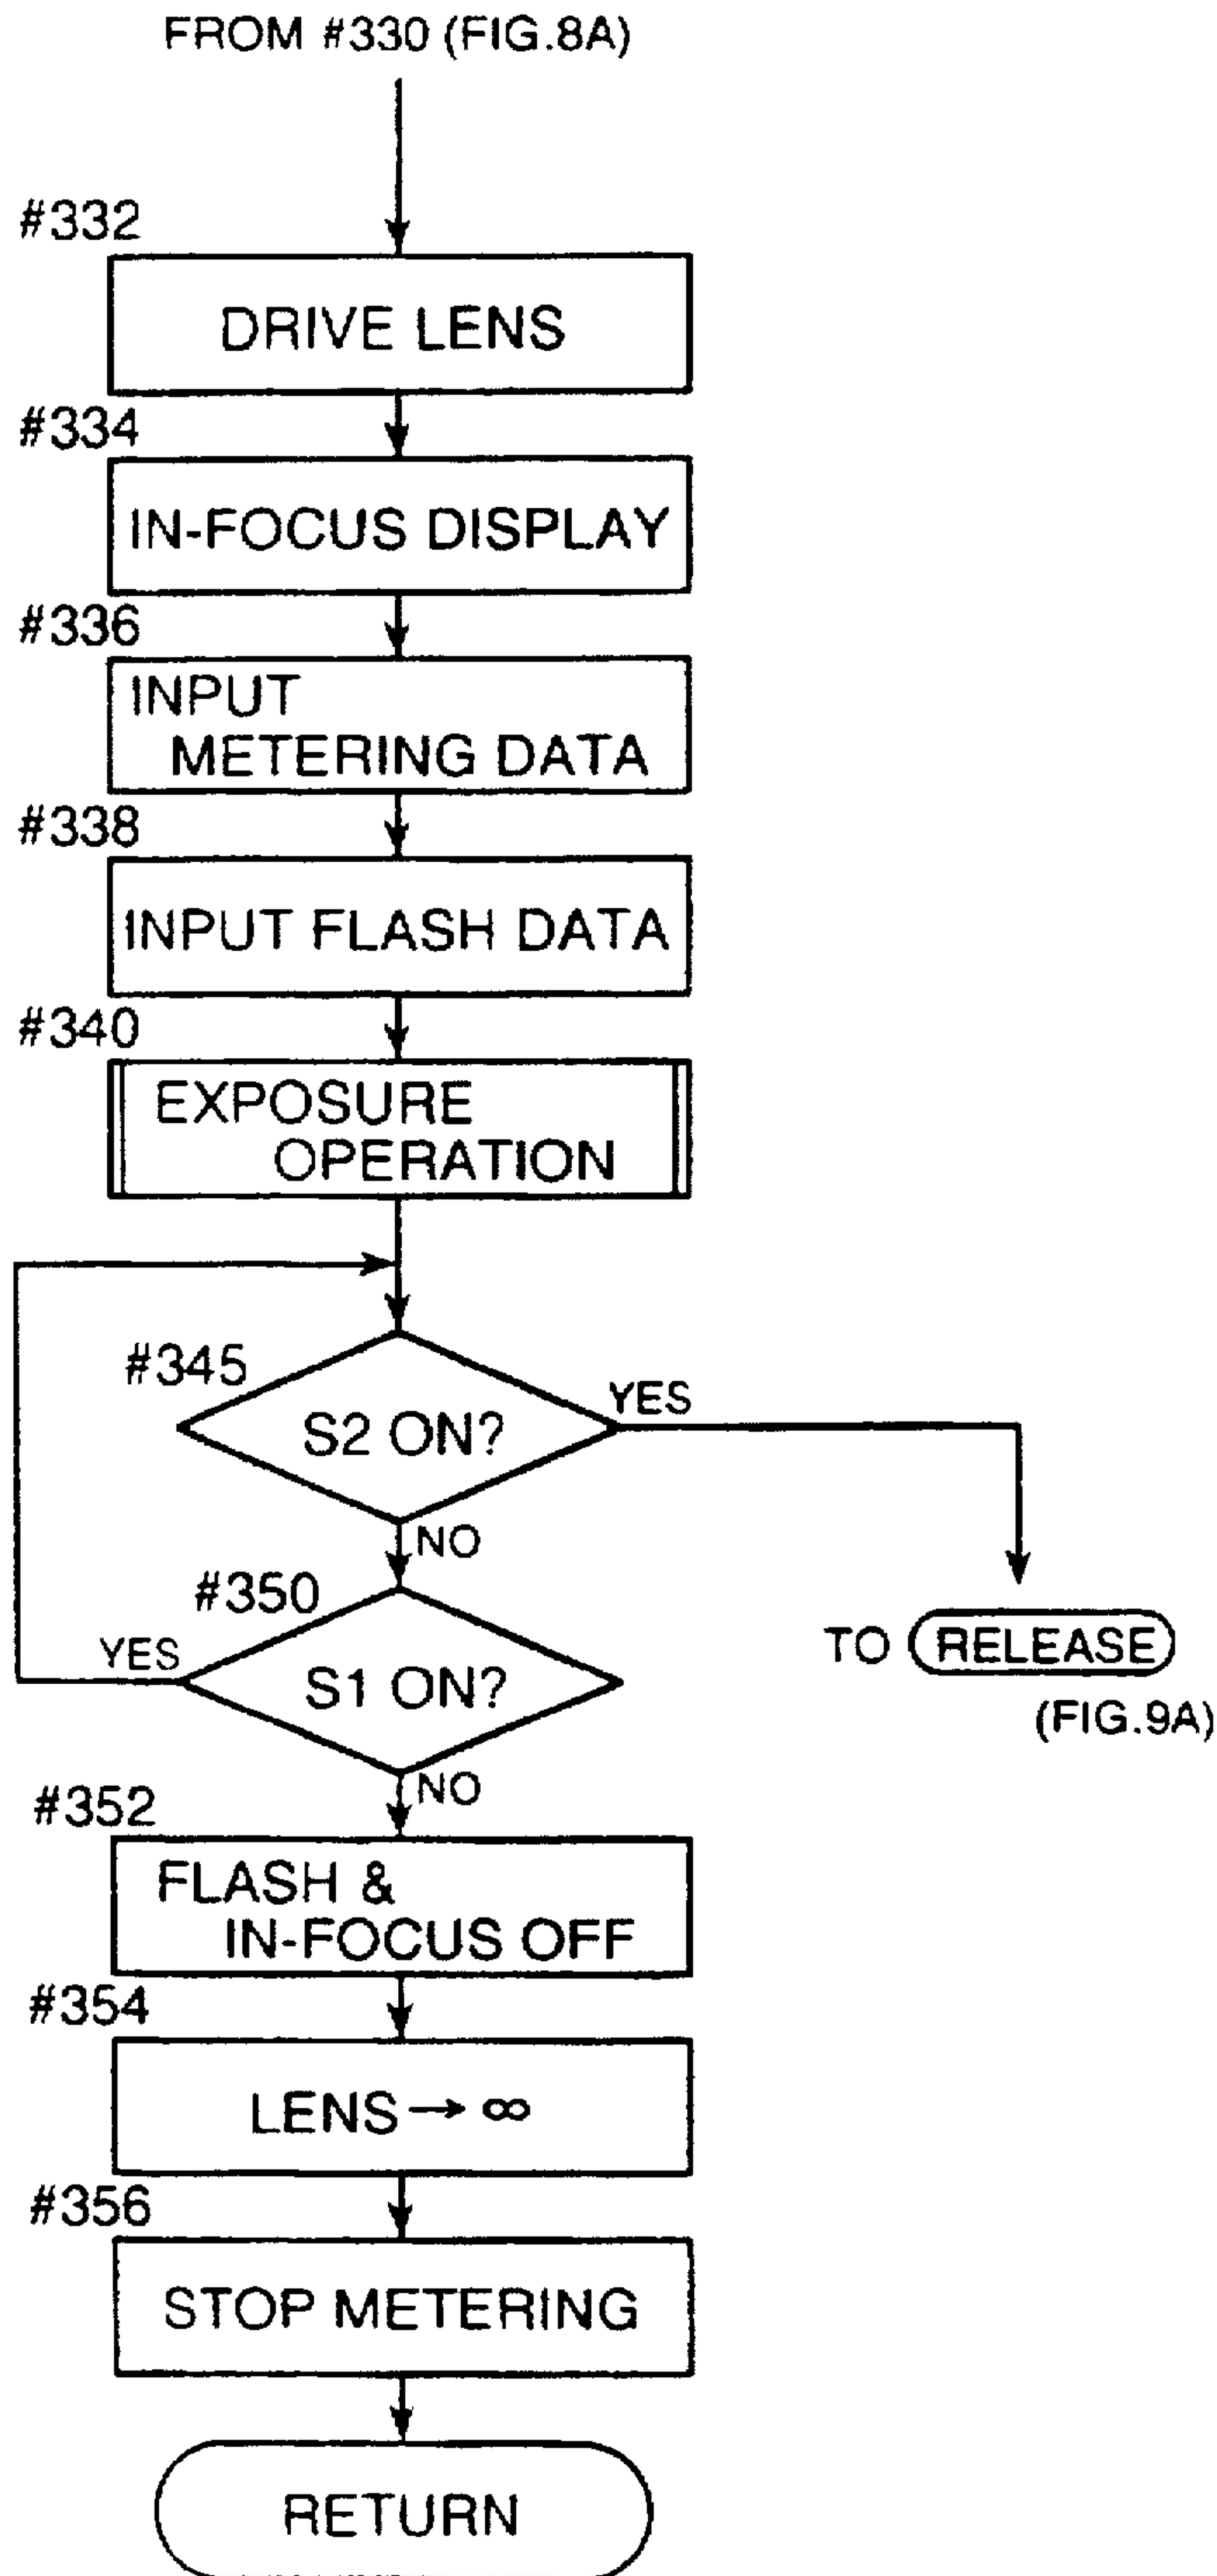 FROM #330 (FIG.8A)
#332
DRIVE LENS
#334
IN-FOCUS DISPLAY
#336
INPUT
METERING DATA
#338
INPUT FLASH DATA
#340
EXPOSURE
OPERATION
#345
S2 ON?
YES
NO
#350
YES
S1 ON?
TO RELEASE
(FIG.9A)
NO
#352
FLASH &
IN-FOCUS OFF
#354
LENS → ∞
#356
STOP METERING
RETURN